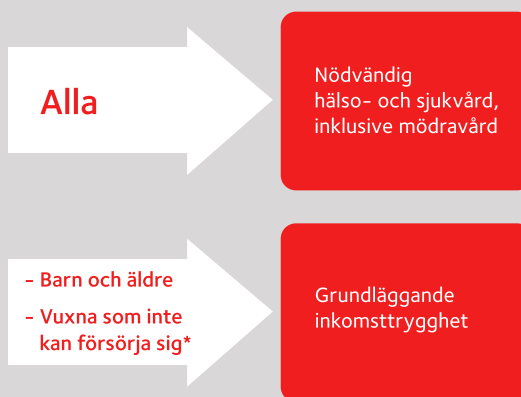 Alla
Nödvändig
hälso- och sjukvård,
inklusive mödravård
- Barn och äldre
- Vuxna som inte
kan försörja sig*
Grundläggande
inkomsttrygghet